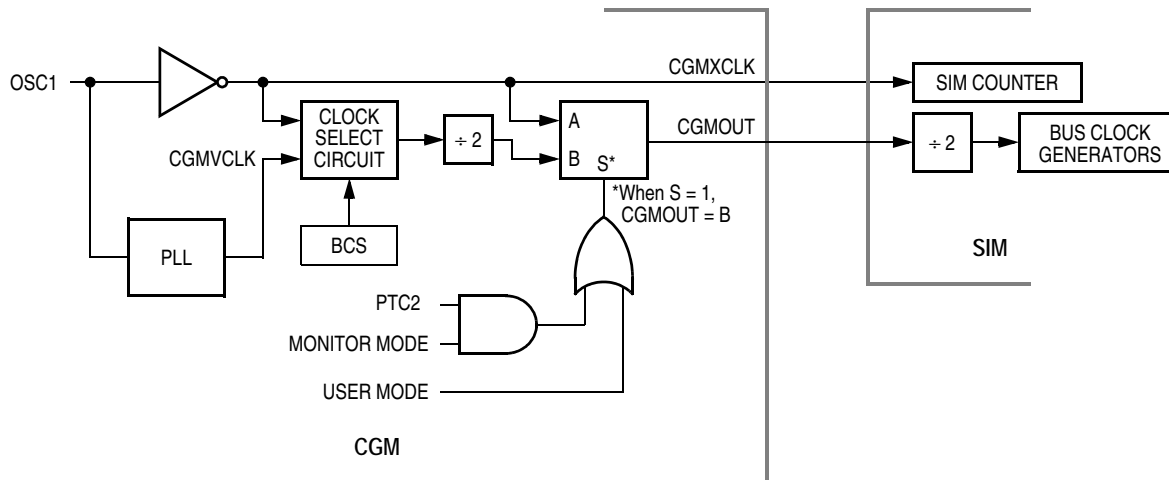 OSC1
CGMXCLK
SIM COUNTER
CLOCK
SELECT
CIRCUIT
CGMVCLK
÷ 2
A
B
S*
CGMOUT
÷ 2
BUS CLOCK
GENERATORS
*When S = 1,
CGMOUT = B
PLL
BCS
SIM
PTC2
MONITOR MODE
USER MODE
CGM